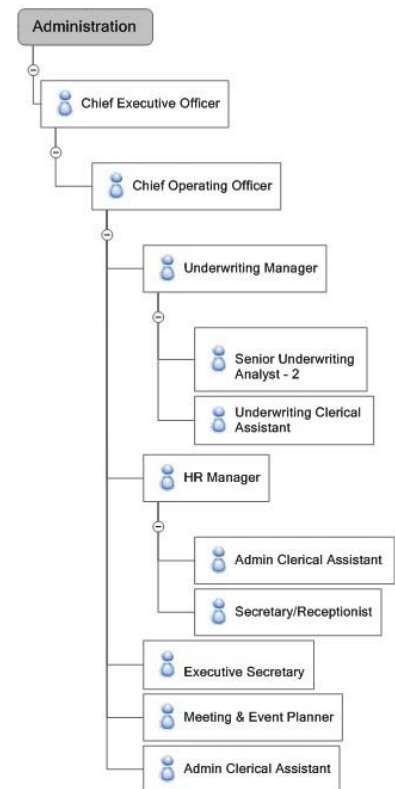 Administration
Chief Executive Officer
Chief Operating Officer
Underwriting Manager
Senior Underwriting
Analyst - 2
Underwriting Clerical
Assistant
HR Manager
Admin Clerical Assistant
Secretary/Receptionist
Executive Secretary
Meeting & Event Planner
Admin Clerical Assistant